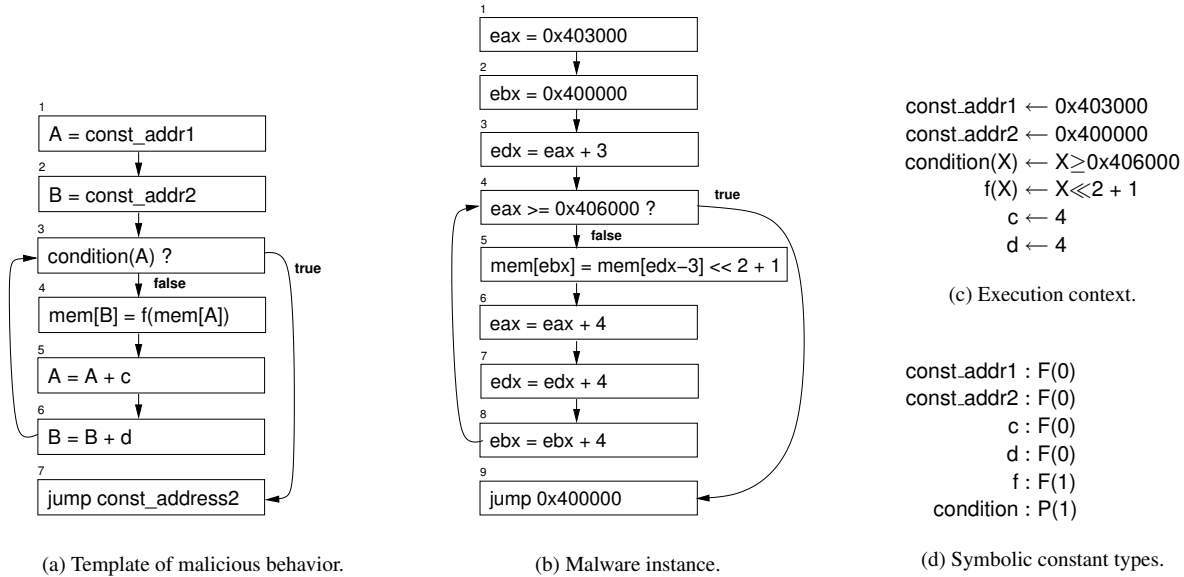 1
A = const_addr1
2
B = const_addr2
3
condition(A) ?
true
false
4
mem[B] = f(mem[A])
5
A = A + c
6
B = B + d
7
jump const_address2
(a) Template of malicious behavior.
1
eax = 0x403000
2
ebx = 0x400000
3
edx = eax + 3
4
eax >= 0x406000 ?
true
false
5
mem[ebx] = mem[edx−3] << 2 + 1
6
eax = eax + 4
7
edx = edx + 4
8
ebx = ebx + 4
9
jump 0x400000
(b) Malware instance.
const_addr1 ← 0x403000
const_addr2 ← 0x400000
condition(X) ← X≥0x406000
f(X) ← X≪2 + 1
c ← 4
d ← 4
(c) Execution context.
const_addr1 : F(0)
const_addr2 : F(0)
c : F(0)
d : F(0)
f : F(1)
condition : P(1)
(d) Symbolic constant types.